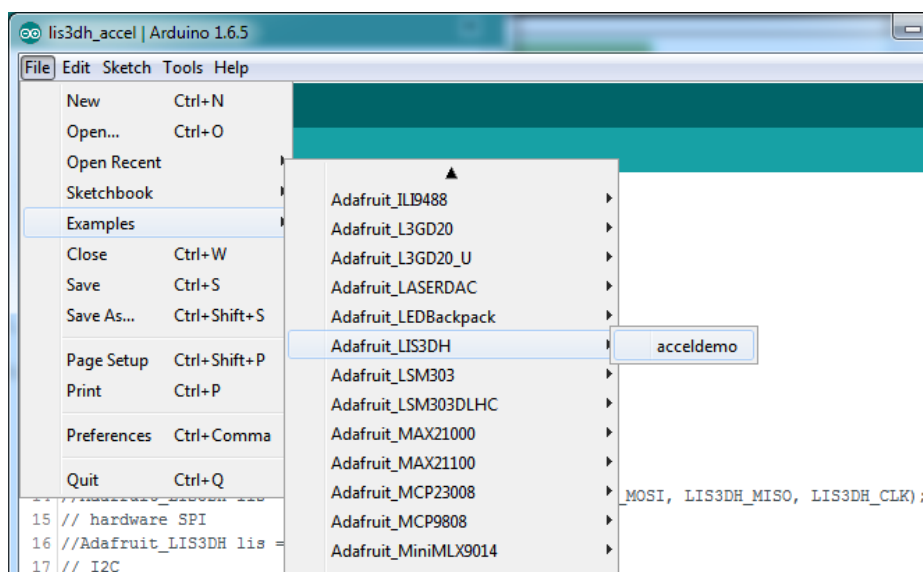 lis3dh_accel | Arduino 1.6.5
File Edit Sketch Tools Help
New Ctrl+N
Open... Ctrl+O
Open Recent
Sketchbook
Examples
Close Ctrl+W
Save Ctrl+S
Save As... Ctrl+Shift+S
Page Setup Ctrl+Shift+P
Print Ctrl+P
Preferences Ctrl+Comma
Quit Ctrl+Q
Adafruit_ILI9488
Adafruit_L3GD20
Adafruit_L3GD20_U
Adafruit_LASERDAC
Adafruit_LEDBackpack
Adafruit_LIS3DH
Adafruit_LSM303
Adafruit_LSM303DLHC
Adafruit_MAX21000
Adafruit_MAX21100
Adafruit_MCP23008
Adafruit_MCP9808
Adafruit_MiniMLX9014
acceldemo
_MOSI, LIS3DH_MISO, LIS3DH_CLK);
15 // hardware SPI
16 //Adafruit_LIS3DH lis =
17 // I2C